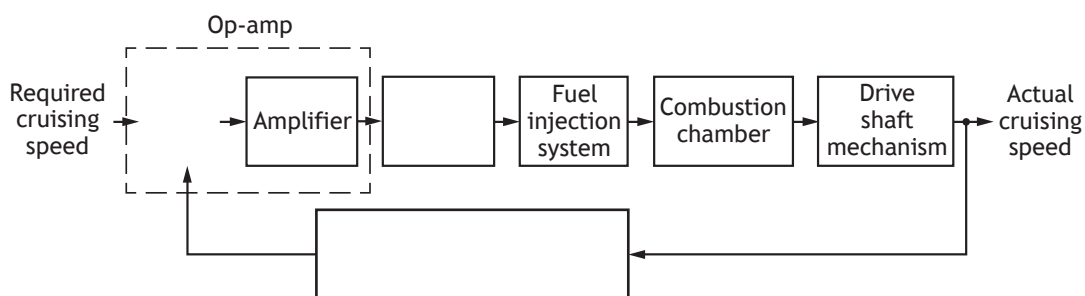 Op-amp
Required
cruising
speed
Amplifier
Fuel
injection
system
Combustion
chamber
Drive
shaft
mechanism
Actual
cruising
speed